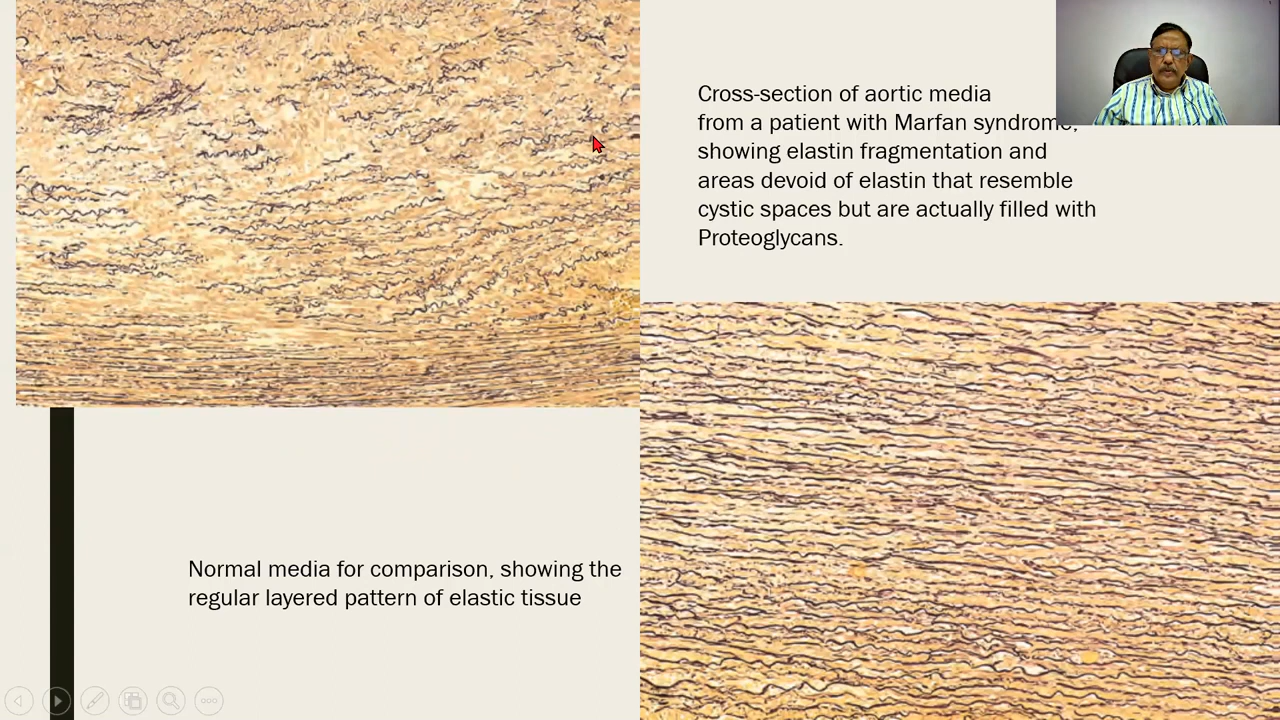 Cross-section of aortic media
from a patient with Marfan syndrome,
showing elastin fragmentation and
areas devoid of elastin that resemble
cystic spaces but are actually filled with
Proteoglycans.
Normal media for comparison, showing the
regular layered pattern of elastic tissue